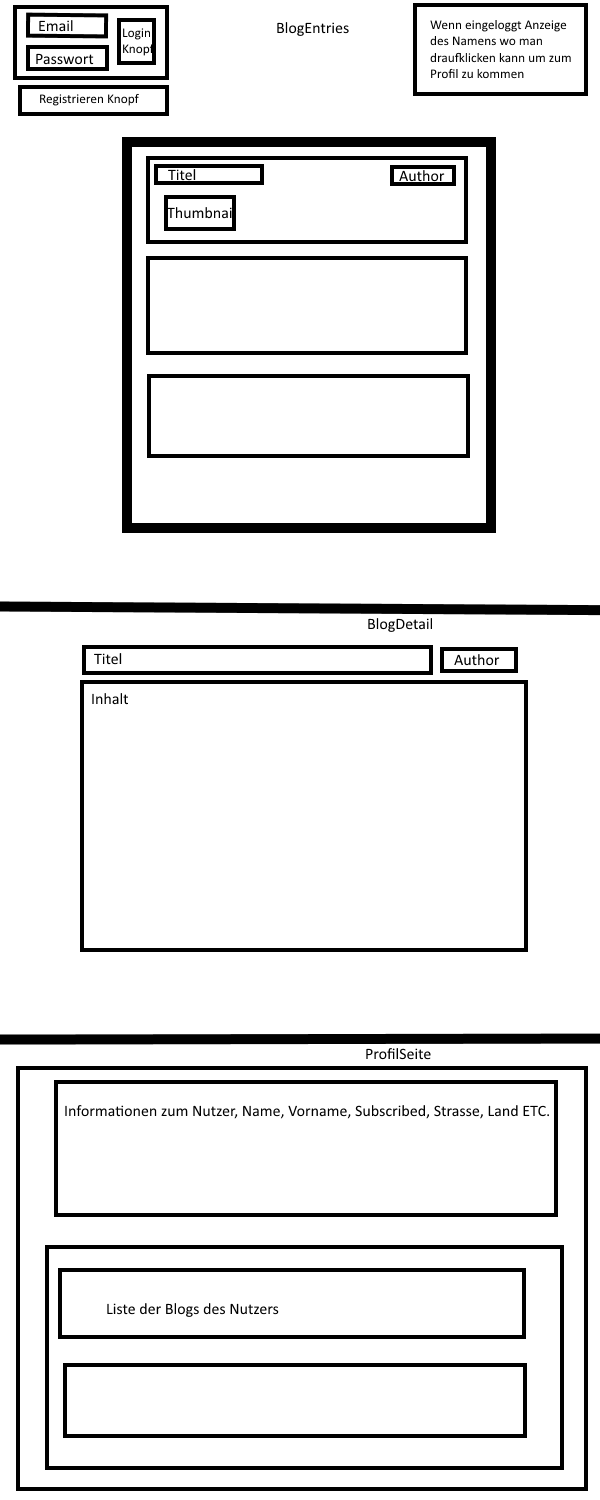 Email
Login
Knopf
Passwort
Registrieren Knopf
BlogEntries
Wenn eingeloggt Anzeige
des Namens wo man
draufklicken kann um zum
Profil zu kommen
Titel
Author
Thumbnai
BlogDetail
Titel
Author
Inhalt
ProfilSeite
Informationen zum Nutzer, Name, Vorname, Subscribed, Strasse, Land ETC.
Liste der Blogs des Nutzers